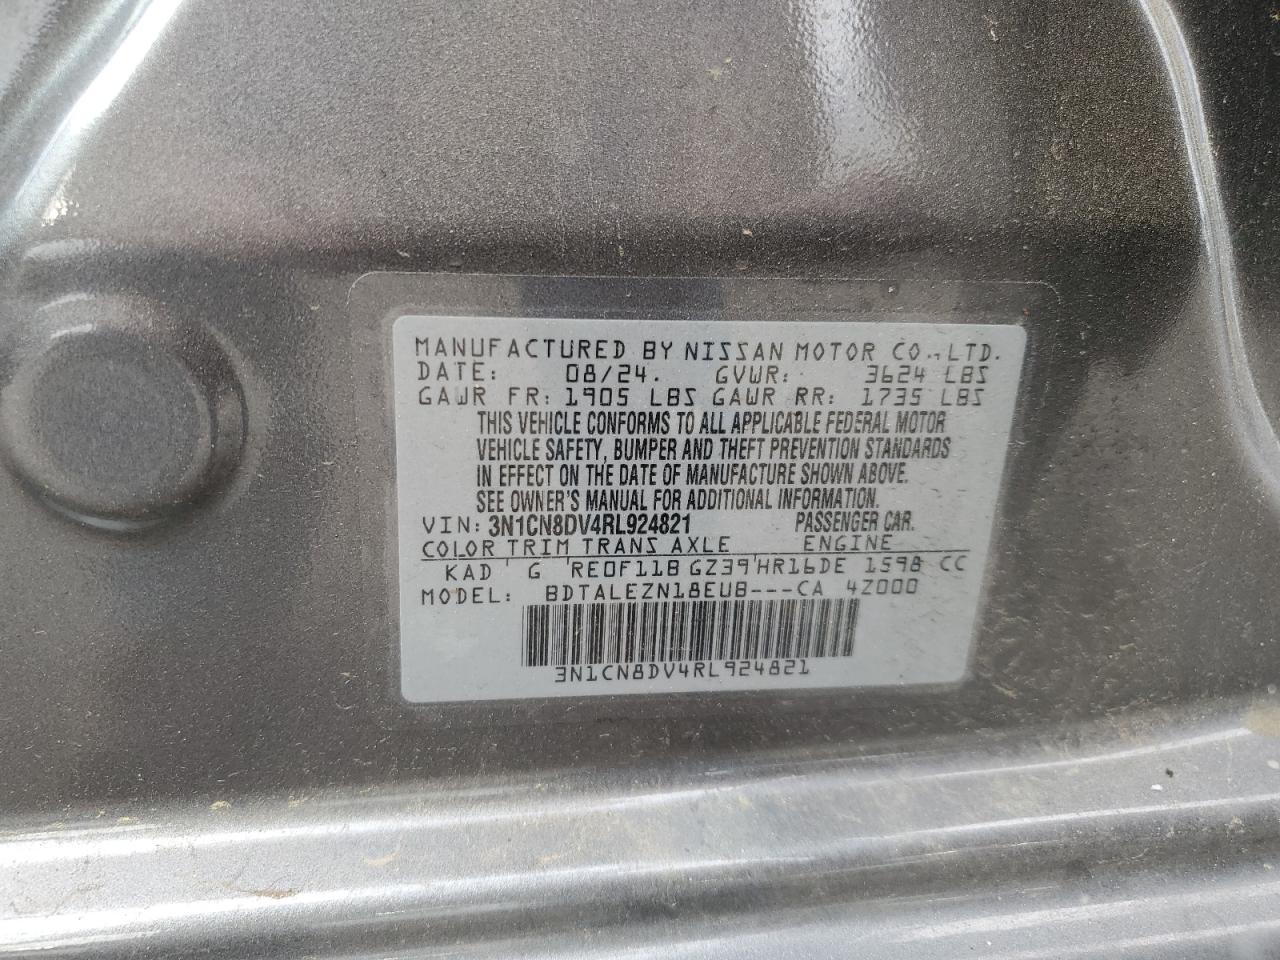 MANUFACTURED BY NISSAN MOTOR CO., LTD.
DATE: 08/24. GVWR: 3624 LBS
GAWR FR: 1905 LBS GAWR RR: 1735 LBS
THIS VEHICLE CONFORMS TO ALL APPLICABLE FEDERAL MOTOR
VEHICLE SAFETY, BUMPER AND THEFT PREVENTION STANDARDS
IN EFFECT ON THE DATE OF MANUFACTURE SHOWN ABOVE.
SEE OWNER'S MANUAL FOR ADDITIONAL INFORMATION.
VIN: 3N1CN8DV4RL924821 PASSENGER CAR.
COLOR TRIM TRANS AXLE ENGINE
KAD G RE0F11B GZ39 HR16DE 1598 CC
MODEL: BDTALEZN18EUB---CA 4Z000
3N1CN8DV4RL924821